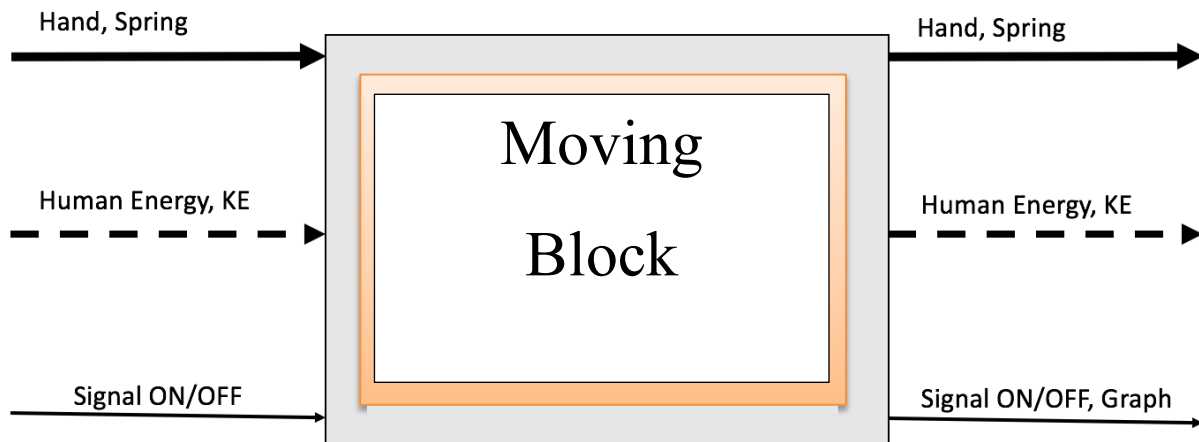 Hand, Spring
Hand, Spring
Moving
Block
Human Energy, KE
Human Energy, KE
Signal ON/OFF
Signal ON/OFF, Graph